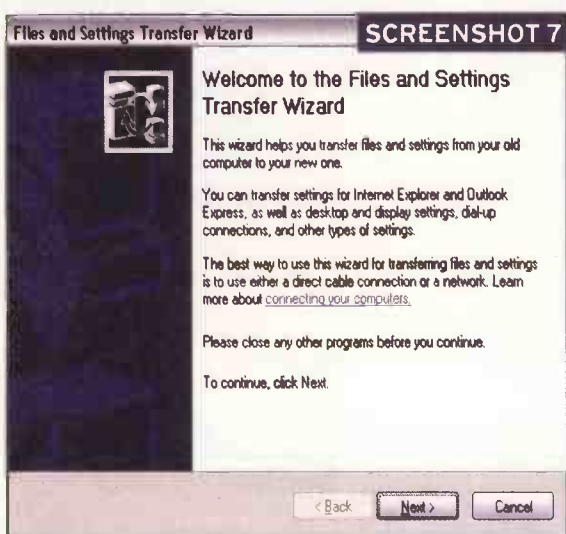 Files and Settings Transfer Wizard
SCREENSHOT 7
Welcome to the Files and Settings
Transfer Wizard
This wizard helps you transfer files and settings from your old
computer to your new one.
You can transfer settings for Internet Explorer and Outlook
Express, as well as desktop and display settings, dial-up
connections, and other types of settings.
The best way to use this wizard for transferring files and settings
is to use either a direct cable connection or a network. Learn
more about connecting your computers.
Please close any other programs before you continue.
To continue, click Next.
< Back
Next >
Cancel